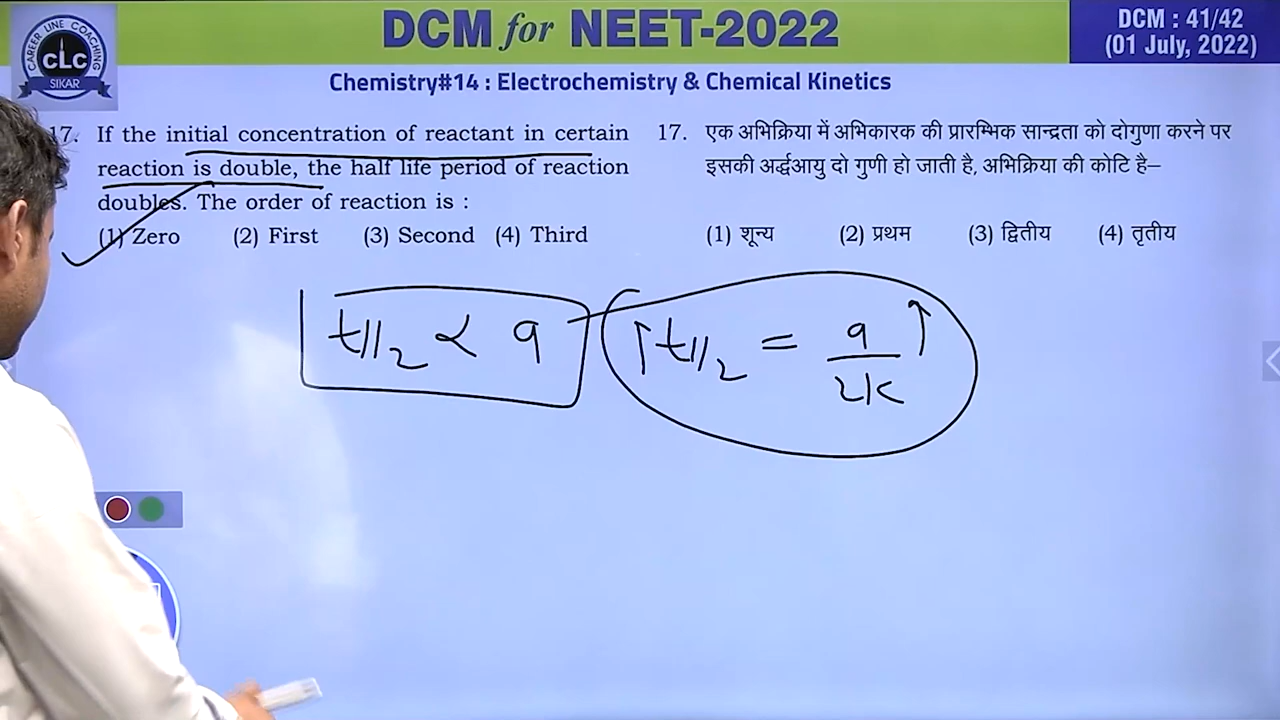 CAREER LINE COACHING
CLC
SIKAR
DCM for NEET-2022
DCM : 41/42
(01 July, 2022)
Chemistry#14 : Electrochemistry & Chemical Kinetics
17. If the initial concentration of reactant in certain
reaction is double, the half life period of reaction
doubles. The order of reaction is :
(1) Zero (2) First (3) Second (4) Third
17. एक अभिक्रिया में अभिकारक की प्रारम्भिक सान्द्रता को दोगुणा करने पर
इसकी अर्द्धआयु दो गुणी हो जाती है, अभिक्रिया की कोटि है–
(1) शून्य (2) प्रथम (3) द्वितीय (4) तृतीय
t1/2 ∝ a
↑ t1/2 = a/2K ↑